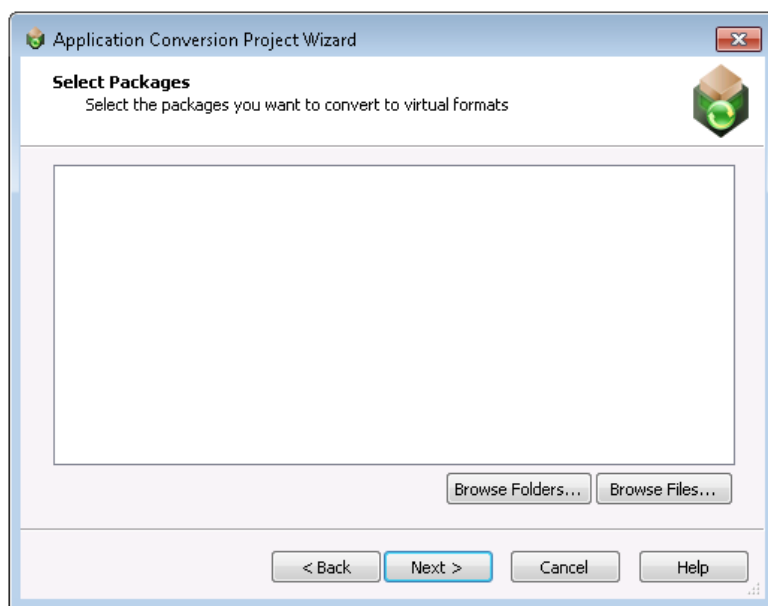 Application Conversion Project Wizard
Select Packages
Select the packages you want to convert to virtual formats
Browse Folders... Browse Files...
< Back Next > Cancel Help